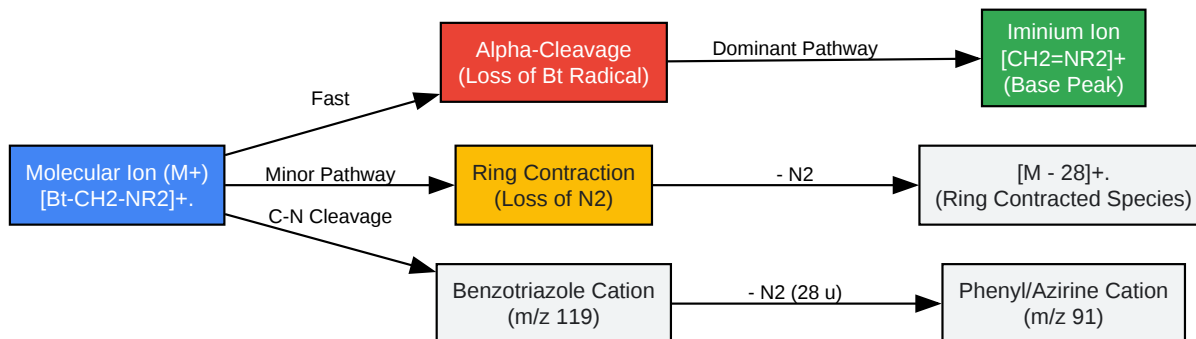 Alpha-Cleavage
(Loss of Bt Radical)
Dominant Pathway
Iminium Ion
[CH2=NR2]+
(Base Peak)
Fast
Molecular Ion (M+)
[Bt-CH2-NR2]+.
Minor Pathway
Ring Contraction
(Loss of N2)
- N2
[M - 28]+.
(Ring Contracted Species)
C-N Cleavage
Benzotriazole Cation
(m/z 119)
- N2 (28 u)
Phenyl/Azirine Cation
(m/z 91)